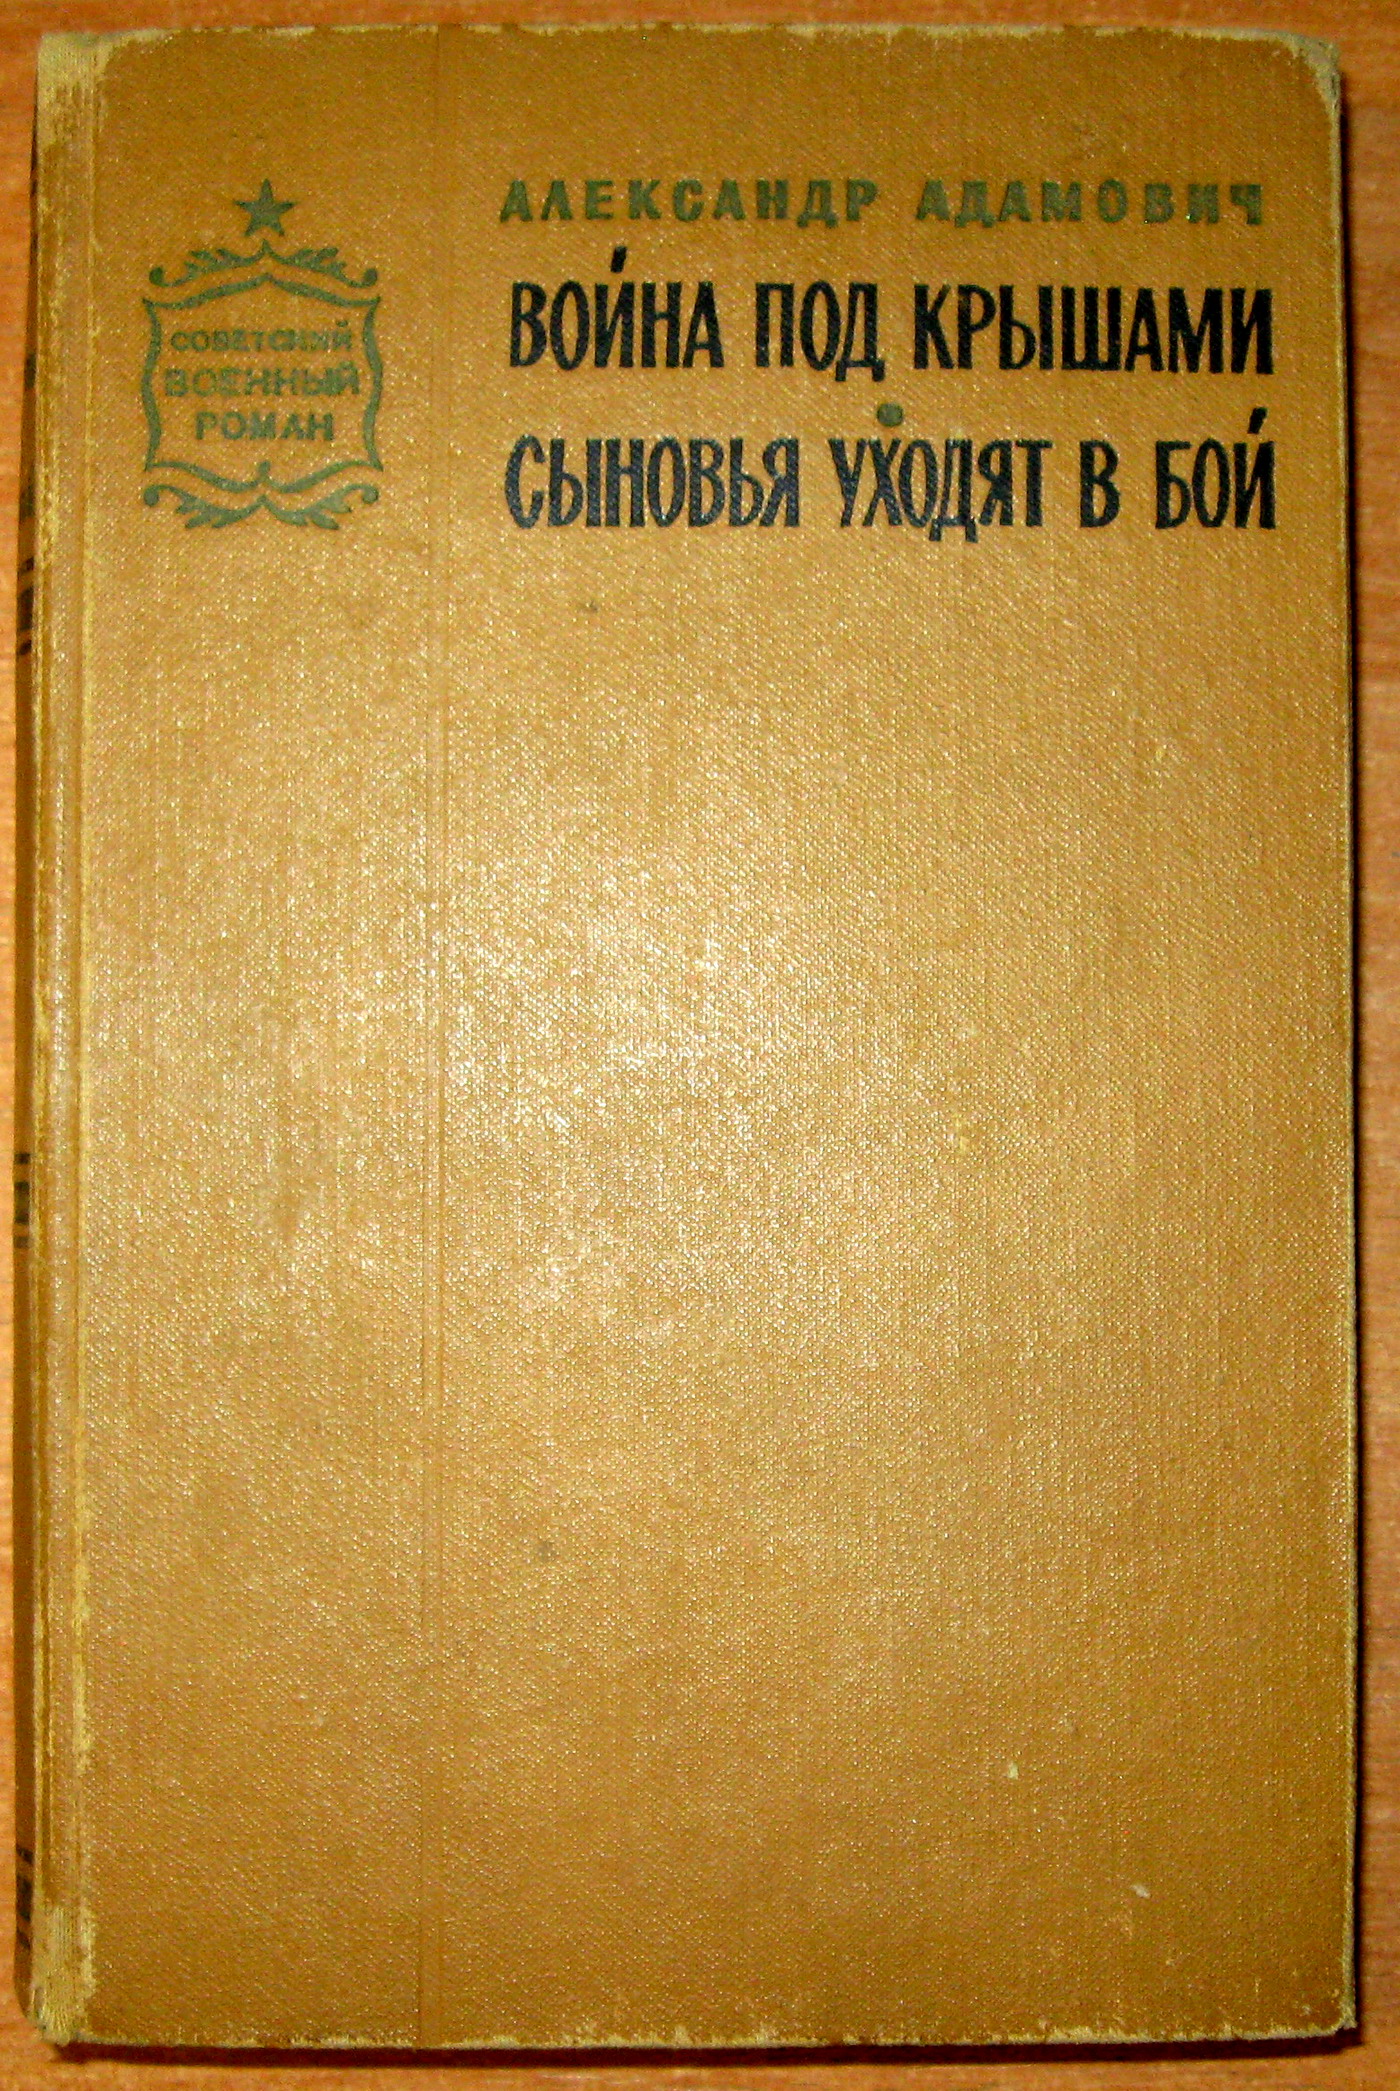 АЛЕКСАНДР АДАМОВИЧ
ВОЙНА ПОД КРЫШАМИ
СЫНОВЬЯ УХОДЯТ В БОЙ
СОВЕТСКИЙ
ВОЕННЫЙ
РОМАН